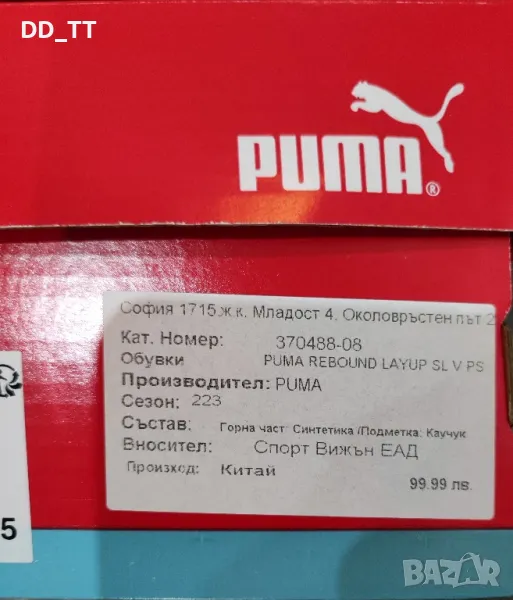 DD_TT
PUMA®
София 1715 ж.к. Младост 4, Околовръстен път 2
Кат. Номер: 370488-08
Обувки PUMA REBOUND LAYUP SL V PS
Производител: PUMA
Сезон: 223
Състав: Горна част: Синтетика /Подметка: Каучук
Вносител: Спорт Вижън ЕАД
Произход: Китай
99.99 лв.
5
BAZAR